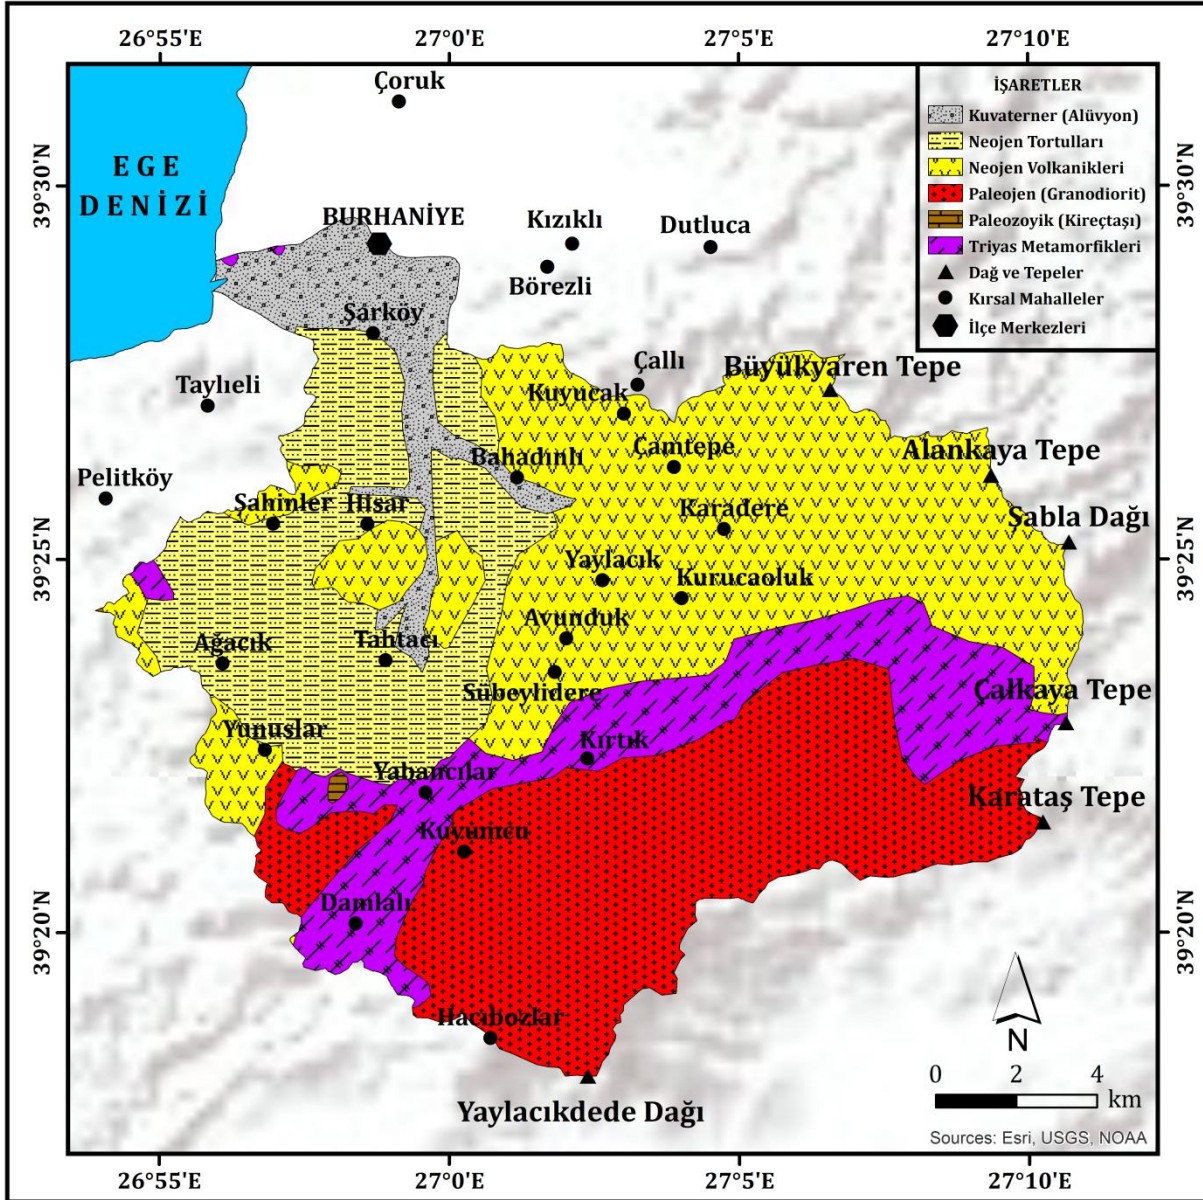 26°55'E 27°0'E 27°5'E 27°10'E
Çoruk
İŞARETLER
Kuvaterner (Alüvyon)
Neojen Tortulları
Neojen Volkanikleri
Paleojen (Granodiorit)
Paleozoyik (Kireçtaşı)
Triyas Metamorfikleri
Dağ ve Tepeler
Kırsal Mahalleler
İlçe Merkezleri
EGE
DENİZİ
39°30'N 39°30'N
BURHANİYE
Kızıklı
Dutluca
Börezli
Şarköy
Çallı
Büyükyaren Tepe
Taylıeli
Kuyucak
Çamtepe
Alankaya Tepe
Bahadınlı
Pelitköy
Şahinler
Hisar
Karadere
Şabla Dağı
39°25'N 39°25'N
Yaylacık
Kurucaoluk
Avunduk
Ağacık
Tahtacı
Sübeylidere
Çalkaya Tepe
Yunuslar
Kırtık
Yabancılar
Karataş Tepe
Kuyumcu
Damlalı
39°20'N 39°20'N
Hacıbozlar
Yaylacıkdede Dağı
N
0 2 4
km
Sources: Esri, USGS, NOAA
26°55'E 27°0'E 27°5'E 27°10'E